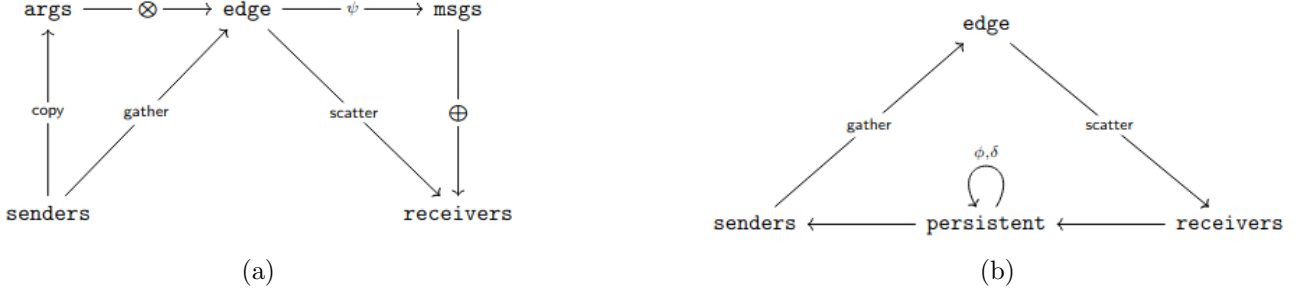 args ⊗ edge ψ msgs
copy gather scatter ⊕
senders receivers
(a)
edge
gather scatter
ϕ,δ
senders persistent receivers
(b)